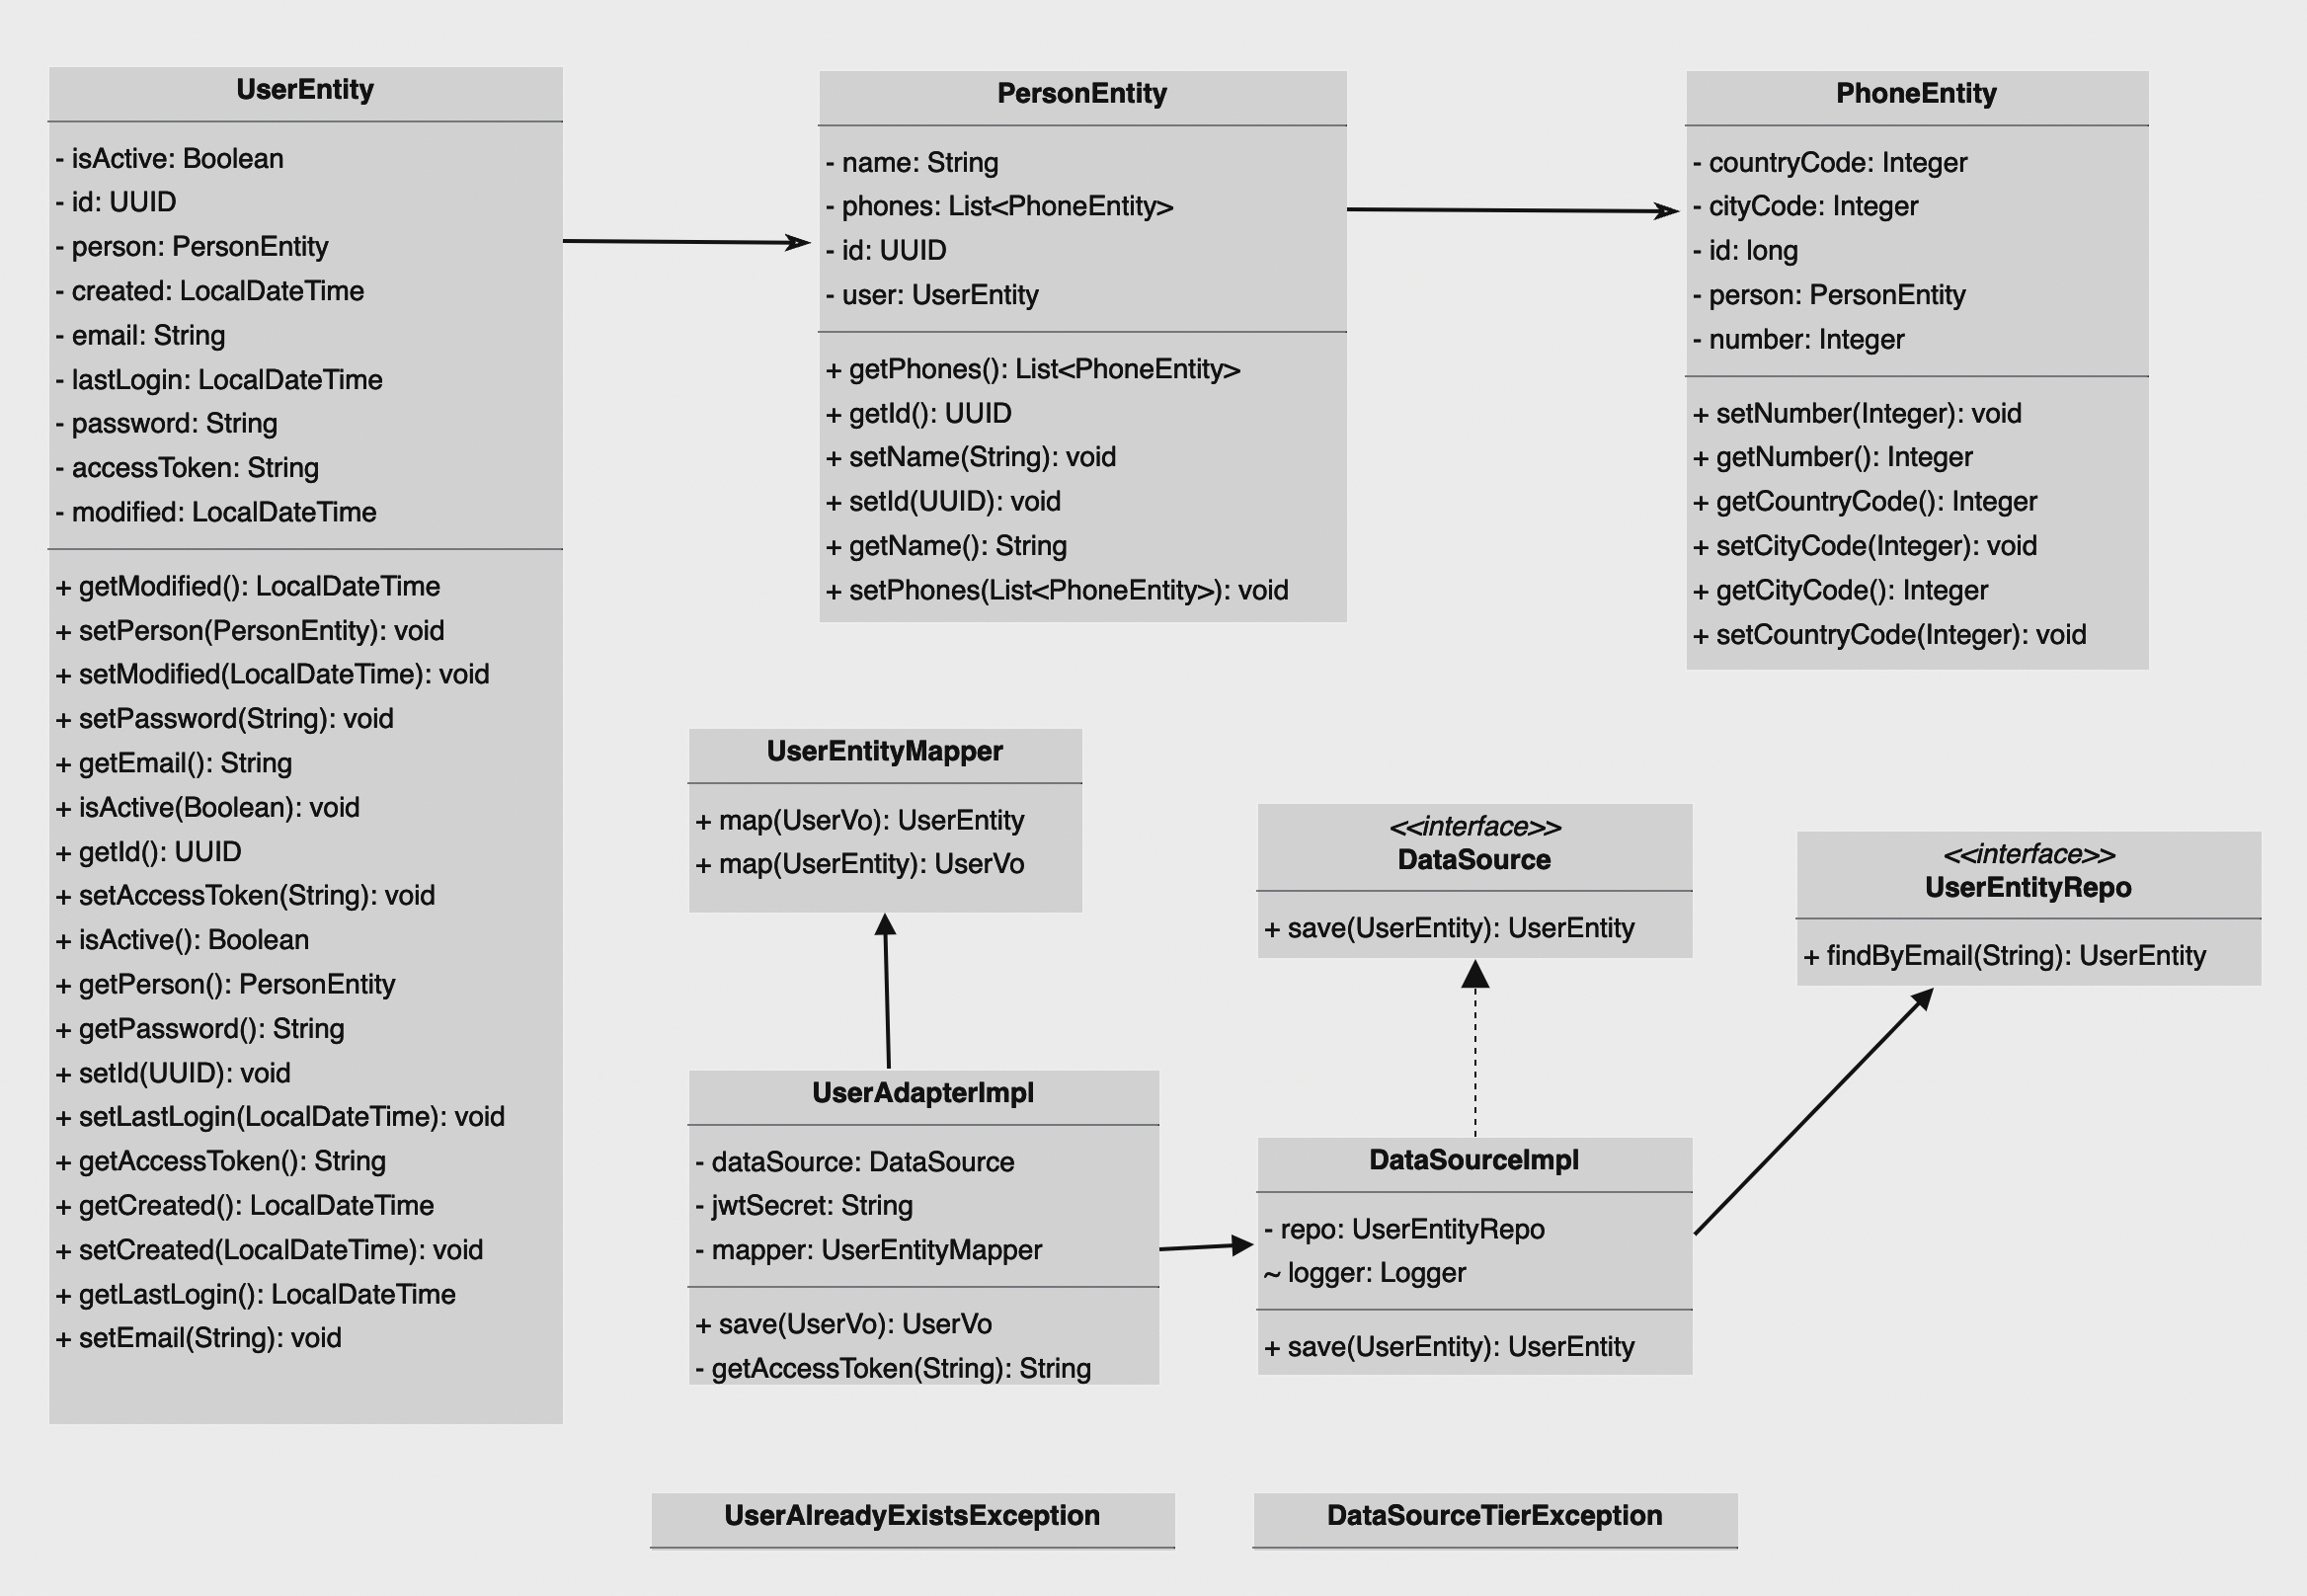 UserEntity
- isActive: Boolean
- id: UUID
- person: PersonEntity
- created: LocalDateTime
- email: String
- lastLogin: LocalDateTime
- password: String
- accessToken: String
- modified: LocalDateTime
+ getModified(): LocalDateTime
+ setPerson(PersonEntity): void
+ setModified(LocalDateTime): void
+ setPassword(String): void
+ getEmail(): String
+ isActive(Boolean): void
+ getId(): UUID
+ setAccessToken(String): void
+ isActive(): Boolean
+ getPerson(): PersonEntity
+ getPassword(): String
+ setId(UUID): void
+ setLastLogin(LocalDateTime): void
+ getAccessToken(): String
+ getCreated(): LocalDateTime
+ setCreated(LocalDateTime): void
+ getLastLogin(): LocalDateTime
+ setEmail(String): void
PersonEntity
- name: String
- phones: List<PhoneEntity>
- id: UUID
- user: UserEntity
+ getPhones(): List<PhoneEntity>
+ getId(): UUID
+ setName(String): void
+ setId(UUID): void
+ getName(): String
+ setPhones(List<PhoneEntity>): void
PhoneEntity
- countryCode: Integer
- cityCode: Integer
- id: long
- person: PersonEntity
- number: Integer
+ setNumber(Integer): void
+ getNumber(): Integer
+ getCountryCode(): Integer
+ setCityCode(Integer): void
+ getCityCode(): Integer
+ setCountryCode(Integer): void
UserEntityMapper
+ map(UserVo): UserEntity
+ map(UserEntity): UserVo
<<interface>>
DataSource
+ save(UserEntity): UserEntity
<<interface>>
UserEntityRepo
+ findByEmail(String): UserEntity
UserAdapterImpl
- dataSource: DataSource
- jwtSecret: String
- mapper: UserEntityMapper
+ save(UserVo): UserVo
- getAccessToken(String): String
DataSourceImpl
- repo: UserEntityRepo
~ logger: Logger
+ save(UserEntity): UserEntity
UserAlreadyExistsException
DataSourceTierException